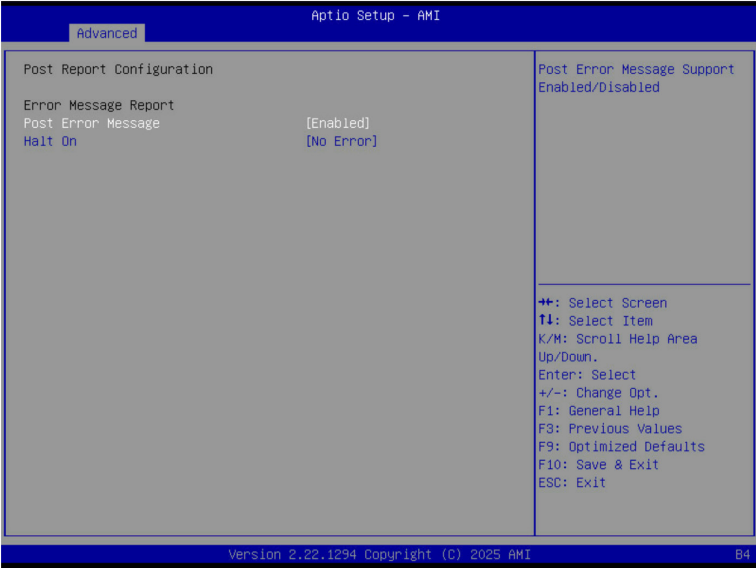 Aptio Setup – AMI
Advanced
Post Report Configuration
Error Message Report
Post Error Message [Enabled]
Halt On [No Error]
Post Error Message Support
Enabled/Disabled
→←: Select Screen
↑↓: Select Item
K/M: Scroll Help Area
Up/Down.
Enter: Select
+/-: Change Opt.
F1: General Help
F3: Previous Values
F9: Optimized Defaults
F10: Save & Exit
ESC: Exit
Version 2.22.1294 Copyright (C) 2025 AMI
B4